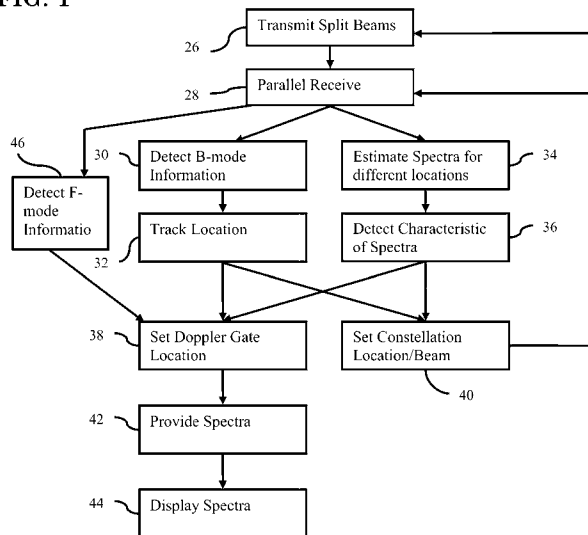 FIG. 1
Transmit Split Beams
26
Parallel Receive
28
46
30
Detect B-mode
Information
Estimate Spectra for
different locations
34
Detect F-
mode
Informatio
Track Location
32
Detect Characteristic
of Spectra
36
38
Set Doppler Gate
Location
Set Constellation
Location/Beam
40
42
Provide Spectra
44
Display Spectra